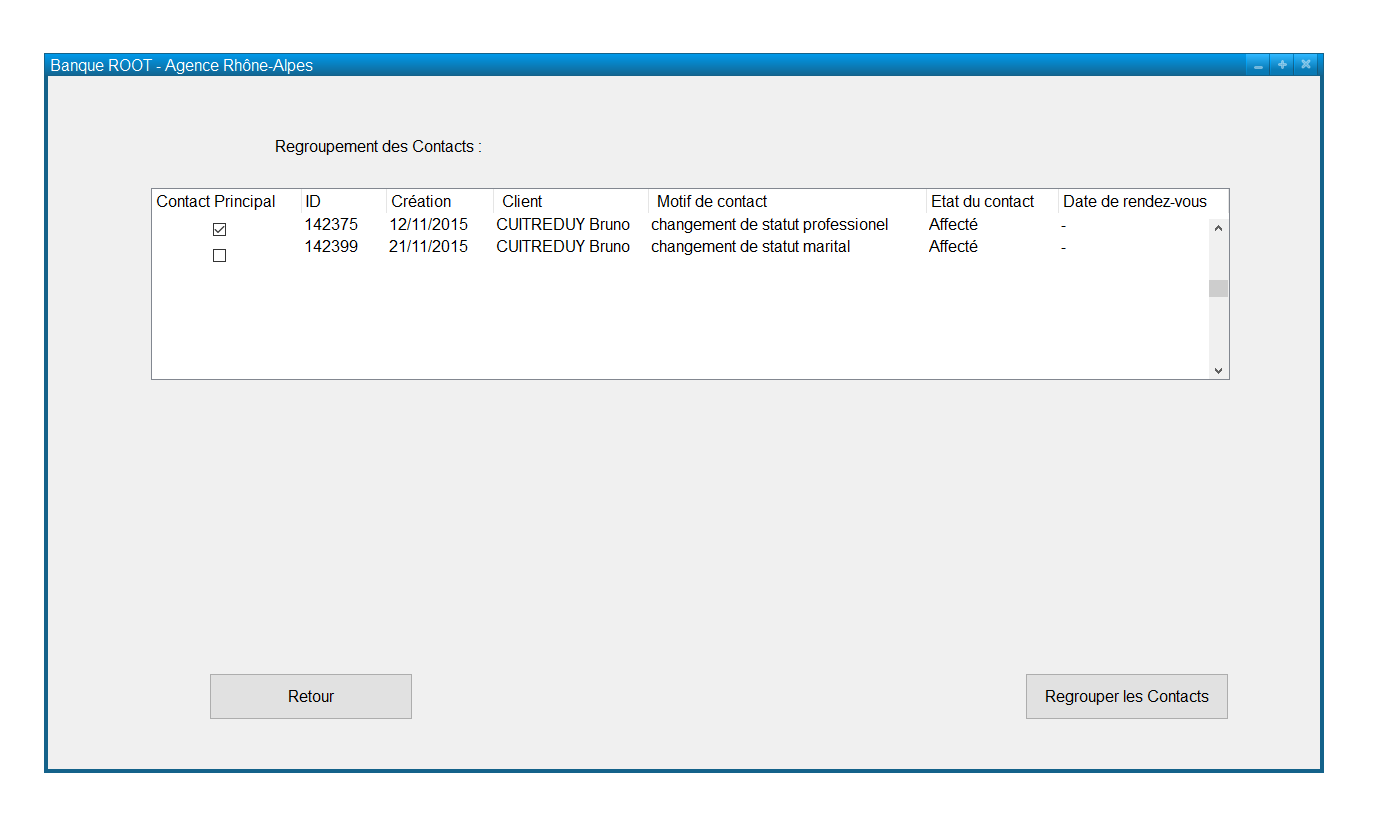 Banque ROOT - Agence Rhône-Alpes
Regroupement des Contacts :
Contact Principal ID Création Client Motif de contact Etat du contact Date de rendez-vous
142375 12/11/2015 CUITREDUY Bruno changement de statut professionel Affecté -
142399 21/11/2015 CUITREDUY Bruno changement de statut marital Affecté -
Retour Regrouper les Contacts